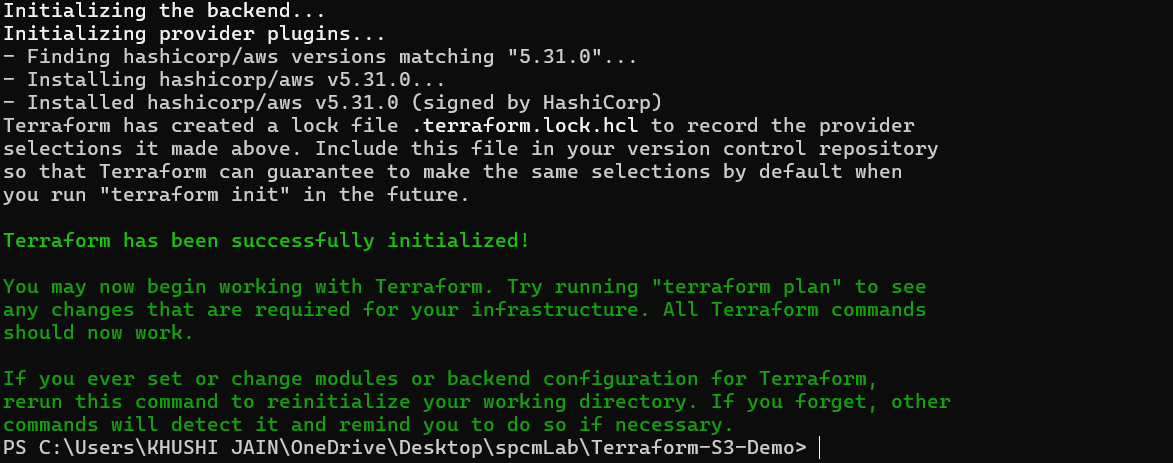 Initializing the backend...
Initializing provider plugins...
- Finding hashicorp/aws versions matching "5.31.0"...
- Installing hashicorp/aws v5.31.0...
- Installed hashicorp/aws v5.31.0 (signed by HashiCorp)
Terraform has created a lock file .terraform.lock.hcl to record the provider
selections it made above. Include this file in your version control repository
so that Terraform can guarantee to make the same selections by default when
you run "terraform init" in the future.
Terraform has been successfully initialized!
You may now begin working with Terraform. Try running "terraform plan" to see
any changes that are required for your infrastructure. All Terraform commands
should now work.
If you ever set or change modules or backend configuration for Terraform,
rerun this command to reinitialize your working directory. If you forget, other
commands will detect it and remind you to do so if necessary.
PS C:\Users\KHUSHI JAIN\OneDrive\Desktop\spcmLab\Terraform-S3-Demo>